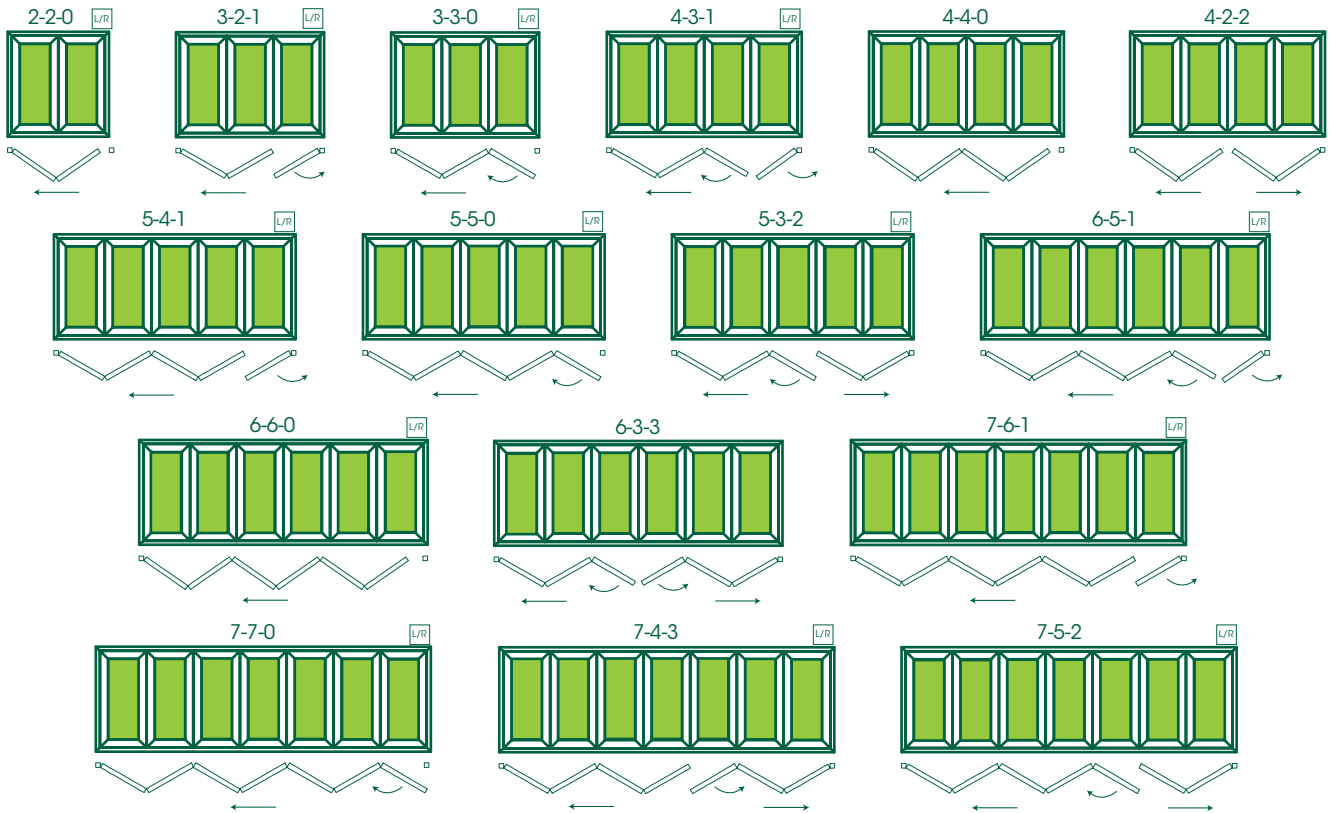 2-2-0 L/R 3-2-1 L/R 3-3-0 L/R 4-3-1 L/R 4-4-0 4-2-2
5-4-1 L/R 5-5-0 L/R 5-3-2 L/R 6-5-1 L/R
6-6-0 L/R 6-3-3 7-6-1 L/R
7-7-0 L/R 7-4-3 L/R 7-5-2 L/R